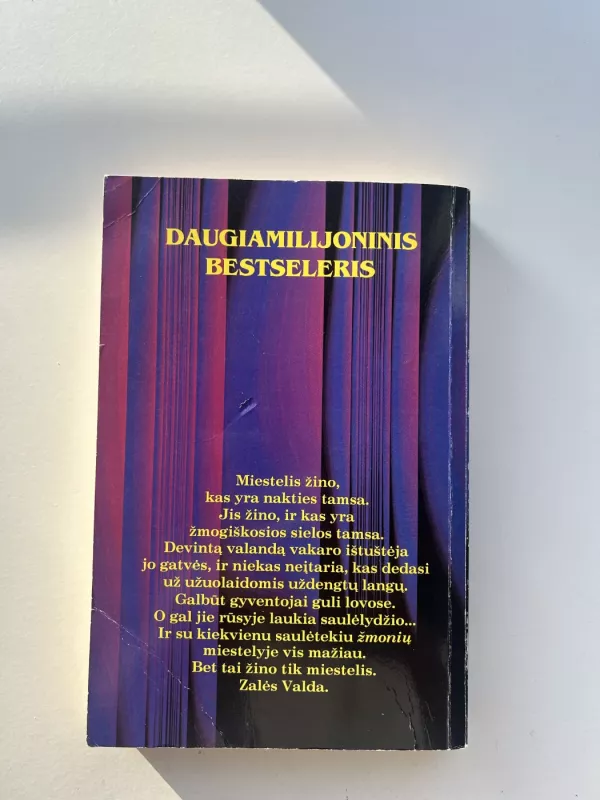 DAUGIAMILIJONINIS
BESTSELERIS
Miestelis žino,
kas yra nakties tamsa.
Jis žino, ir kas yra
žmogiškosios sielos tamsa.
Devintą valandą vakaro ištuštėja
jo gatvės, ir niekas neįtaria, kas dedasi
už užuolaidomis uždengtų langų.
Galbūt gyventojai guli lovose.
O gal jie rūsyje laukia saulėlydžio...
Ir su kiekvienu saulėtekiu žmonių
miestelyje vis mažiau.
Bet tai žino tik miestelis.
Zalės Valda.